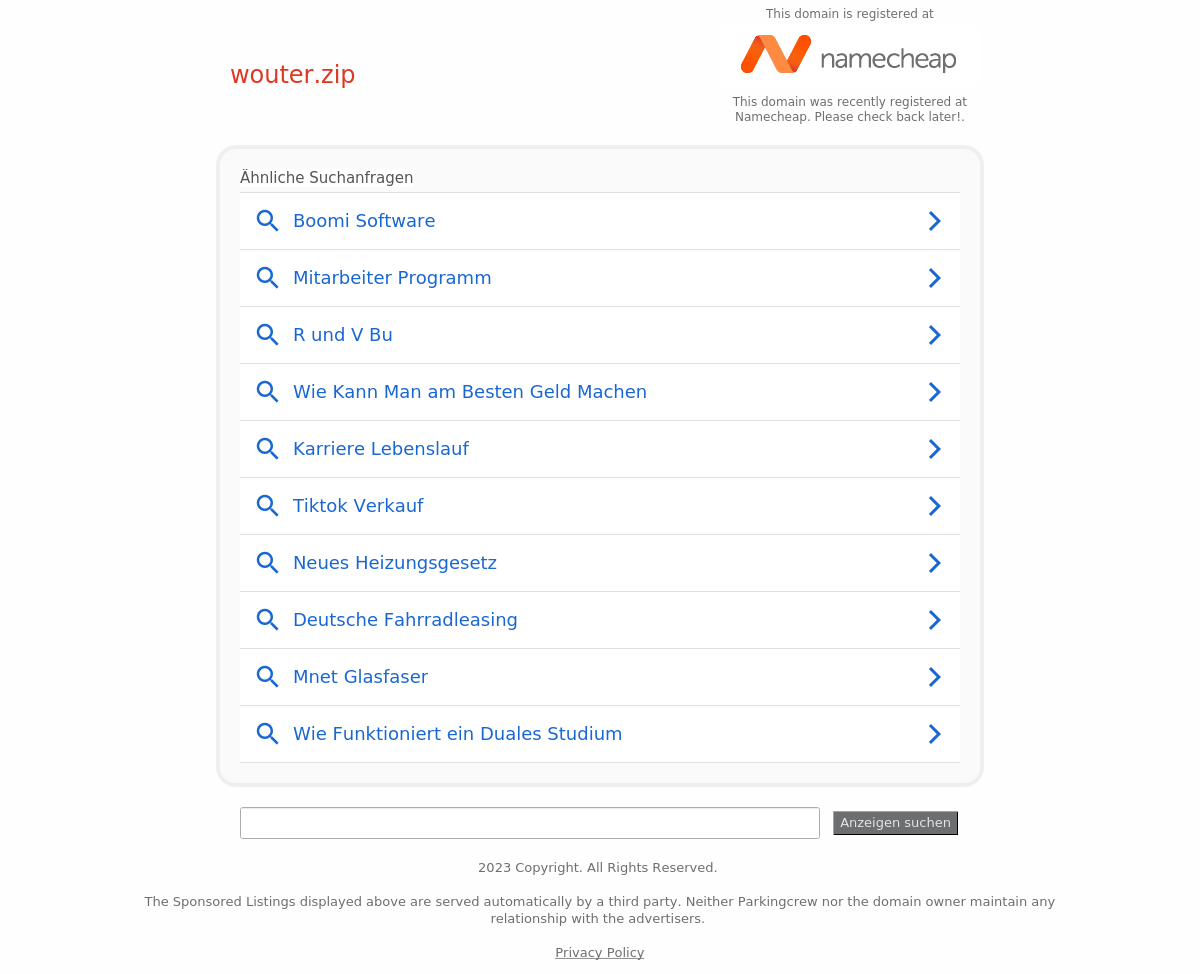 This domain is registered at
namecheap
wouter.zip
This domain was recently registered at
Namecheap. Please check back later!.
Ähnliche Suchanfragen
Boomi Software
Mitarbeiter Programm
R und V Bu
Wie Kann Man am Besten Geld Machen
Karriere Lebenslauf
Tiktok Verkauf
Neues Heizungsgesetz
Deutsche Fahrradleasing
Mnet Glasfaser
Wie Funktioniert ein Duales Studium
Anzeigen suchen
2023 Copyright. All Rights Reserved.
The Sponsored Listings displayed above are served automatically by a third party. Neither Parkingcrew nor the domain owner maintain any
relationship with the advertisers.
Privacy Policy